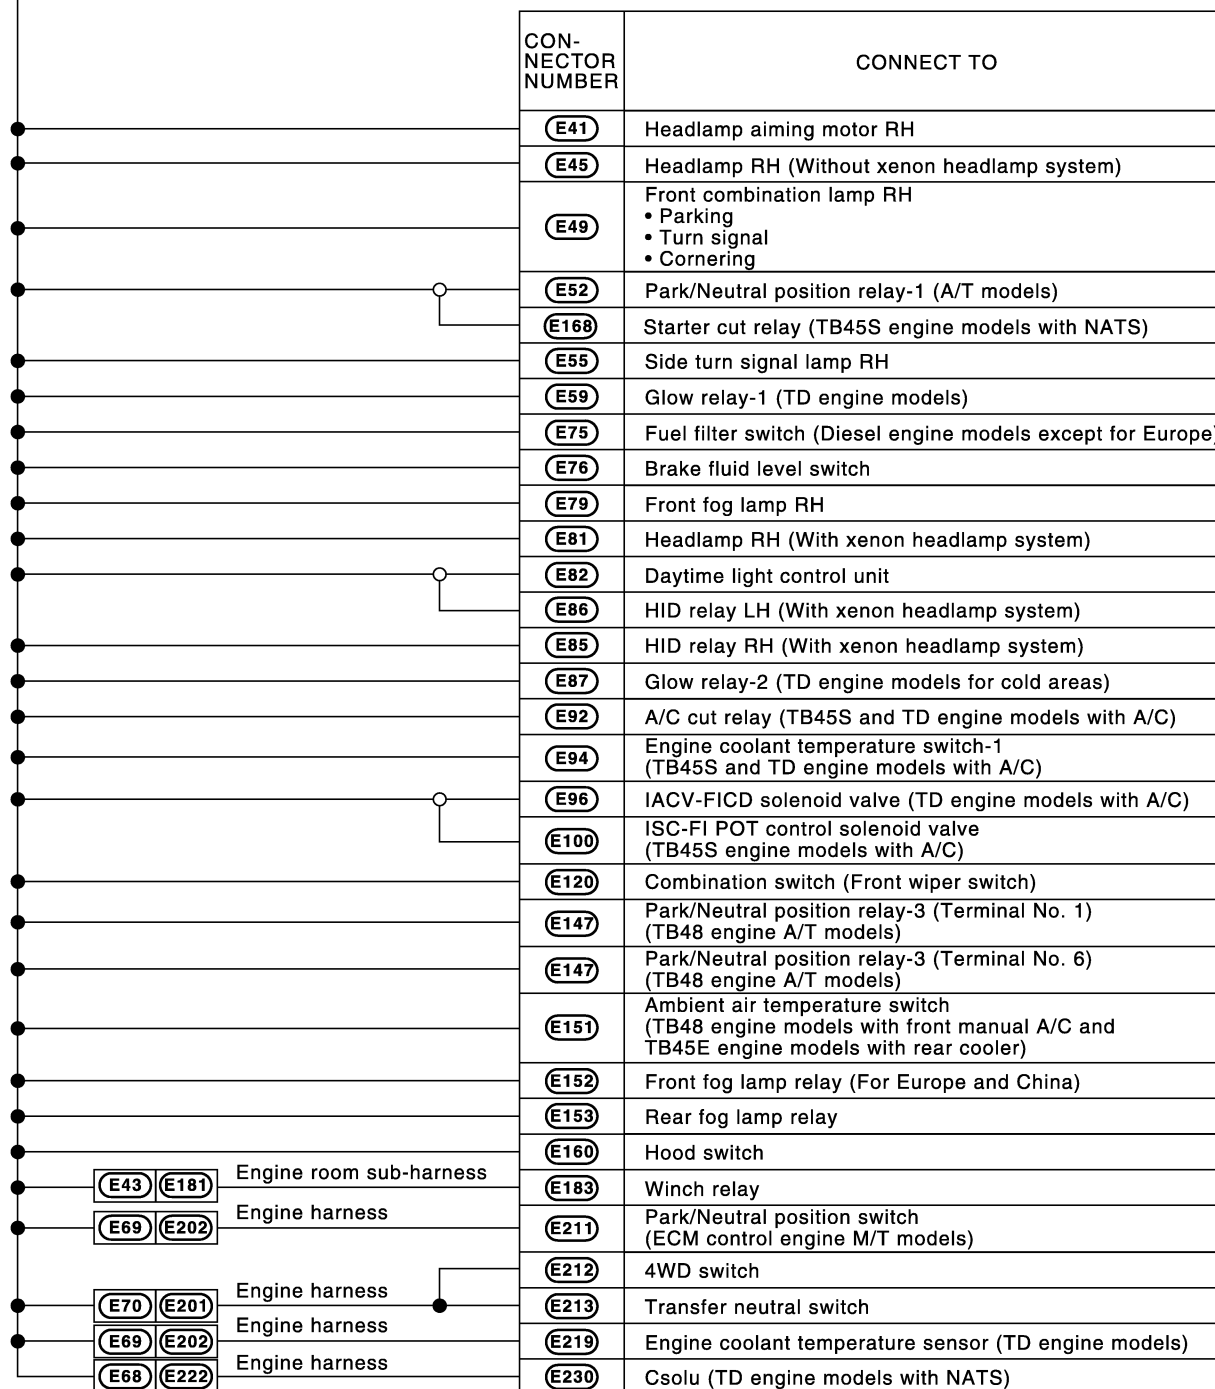 CON-
NECTOR
NUMBER
CONNECT TO
E41 Headlamp aiming motor RH
E45 Headlamp RH (Without xenon headlamp system)
E49 Front combination lamp RH
• Parking
• Turn signal
• Cornering
E52 Park/Neutral position relay-1 (A/T models)
E168 Starter cut relay (TB45S engine models with NATS)
E55 Side turn signal lamp RH
E59 Glow relay-1 (TD engine models)
E75 Fuel filter switch (Diesel engine models except for Europe)
E76 Brake fluid level switch
E79 Front fog lamp RH
E81 Headlamp RH (With xenon headlamp system)
E82 Daytime light control unit
E86 HID relay LH (With xenon headlamp system)
E85 HID relay RH (With xenon headlamp system)
E87 Glow relay-2 (TD engine models for cold areas)
E92 A/C cut relay (TB45S and TD engine models with A/C)
E94 Engine coolant temperature switch-1
(TB45S and TD engine models with A/C)
E96 IACV-FICD solenoid valve (TD engine models with A/C)
E100 ISC-FI POT control solenoid valve
(TB45S engine models with A/C)
E120 Combination switch (Front wiper switch)
E147 Park/Neutral position relay-3 (Terminal No. 1)
(TB48 engine A/T models)
E147 Park/Neutral position relay-3 (Terminal No. 6)
(TB48 engine A/T models)
E151 Ambient air temperature switch
(TB48 engine models with front manual A/C and
TB45E engine models with rear cooler)
E152 Front fog lamp relay (For Europe and China)
E153 Rear fog lamp relay
E160 Hood switch
E43 E181 Engine room sub-harness E183 Winch relay
E69 E202 Engine harness E211 Park/Neutral position switch
(ECM control engine M/T models)
E212 4WD switch
E70 E201 Engine harness E213 Transfer neutral switch
E69 E202 Engine harness E219 Engine coolant temperature sensor (TD engine models)
E68 E222 Engine harness E230 Csolu (TD engine models with NATS)